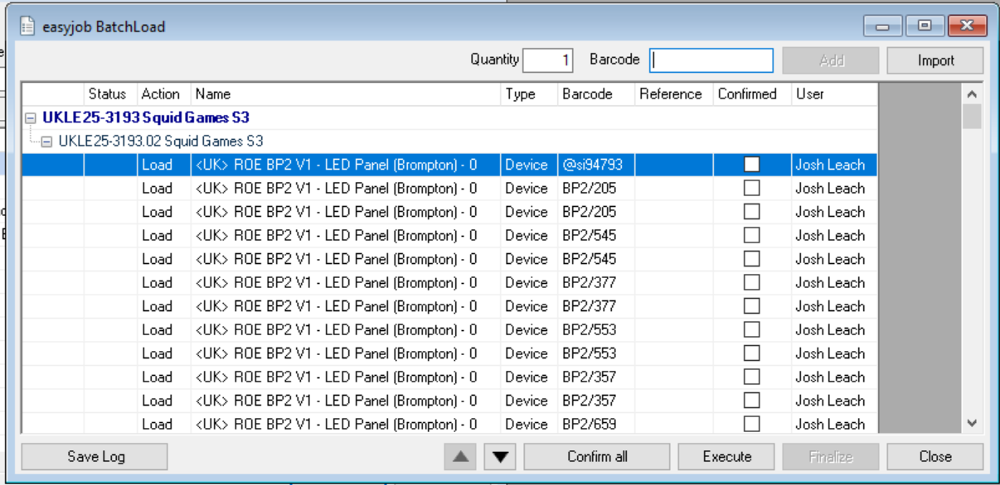 easyjob BatchLoad
Quantity 1 Barcode Add Import
Status Action Name Type Barcode Reference Confirmed User
UKLE25-3193 Squid Games S3
UKLE25-3193.02 Squid Games S3
Load <UK> ROE BP2 V1 - LED Panel (Brompton) - 0 Device @si94793 Josh Leach
Load <UK> ROE BP2 V1 - LED Panel (Brompton) - 0 Device BP2/205 Josh Leach
Load <UK> ROE BP2 V1 - LED Panel (Brompton) - 0 Device BP2/205 Josh Leach
Load <UK> ROE BP2 V1 - LED Panel (Brompton) - 0 Device BP2/545 Josh Leach
Load <UK> ROE BP2 V1 - LED Panel (Brompton) - 0 Device BP2/545 Josh Leach
Load <UK> ROE BP2 V1 - LED Panel (Brompton) - 0 Device BP2/377 Josh Leach
Load <UK> ROE BP2 V1 - LED Panel (Brompton) - 0 Device BP2/377 Josh Leach
Load <UK> ROE BP2 V1 - LED Panel (Brompton) - 0 Device BP2/553 Josh Leach
Load <UK> ROE BP2 V1 - LED Panel (Brompton) - 0 Device BP2/553 Josh Leach
Load <UK> ROE BP2 V1 - LED Panel (Brompton) - 0 Device BP2/357 Josh Leach
Load <UK> ROE BP2 V1 - LED Panel (Brompton) - 0 Device BP2/357 Josh Leach
Load <UK> ROE BP2 V1 - LED Panel (Brompton) - 0 Device BP2/659 Josh Leach
Save Log Confirm all Execute Finalize Close